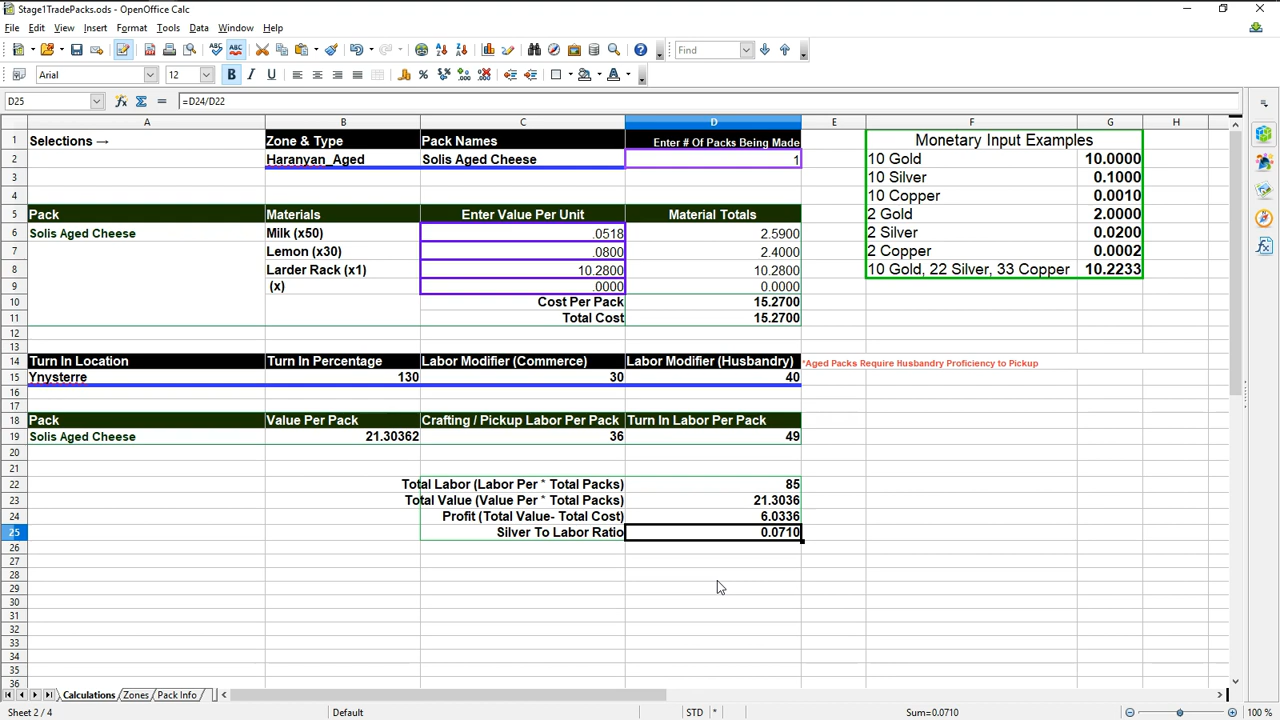 Stage1TradePacks.ods - OpenOffice Calc
File Edit View Insert Format Tools Data Window Help
Find
Arial 12
D25 =D24/D22
A B C D E F G H
1 Selections → Zone & Type Pack Names Enter # Of Packs Being Made Monetary Input Examples
2 Haranyan_Aged Solis Aged Cheese 1 10 Gold 10.0000
3 10 Silver 0.1000
4 10 Copper 0.0010
5 Pack Materials Enter Value Per Unit Material Totals 2 Gold 2.0000
6 Solis Aged Cheese Milk (x50) .0518 2.5900 2 Silver 0.0200
7 Lemon (x30) .0800 2.4000 2 Copper 0.0002
8 Larder Rack (x1) 10.2800 10.2800 10 Gold, 22 Silver, 33 Copper 10.2233
9 (x) .0000 0.0000
10 Cost Per Pack 15.2700
11 Total Cost 15.2700
12
13
14 Turn In Location Turn In Percentage Labor Modifier (Commerce) Labor Modifier (Husbandry) *Aged Packs Require Husbandry Proficiency to Pickup
15 Ynysterre 130 30 40
16
17
18 Pack Value Per Pack Crafting / Pickup Labor Per Pack Turn In Labor Per Pack
19 Solis Aged Cheese 21.30362 36 49
20
21
22 Total Labor (Labor Per * Total Packs) 85
23 Total Value (Value Per * Total Packs) 21.3036
24 Profit (Total Value- Total Cost) 6.0336
25 Silver To Labor Ratio 0.0710
26
27
28
29
30
31
32
33
34
35
36
Calculations Zones Pack Info
Sheet 2 / 4 Default STD * Sum=0.0710 100 %